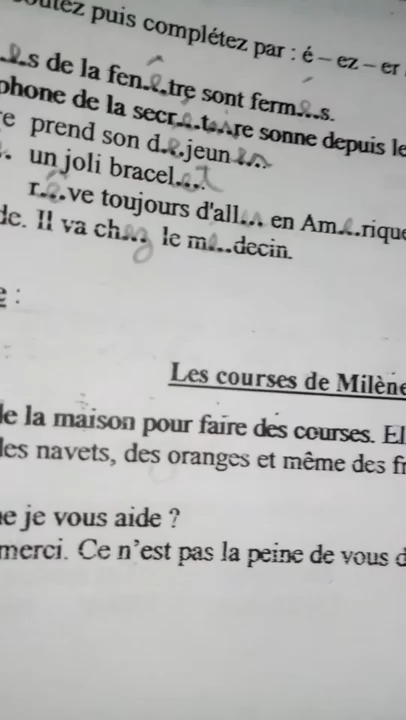 puis complétez par : é – ez – er
s de la fen...tre sont ferm...s.
phone de la secr...t...re sonne depuis le
e prend son d...jeun...
un joli bracel...
r...ve toujours d'all... en Am...rique
de. Il va ch... le m...decin.
e :
Les courses de Milène
de la maison pour faire des courses. El
les navets, des oranges et même des fr
e je vous aide ?
merci. Ce n'est pas la peine de vous d